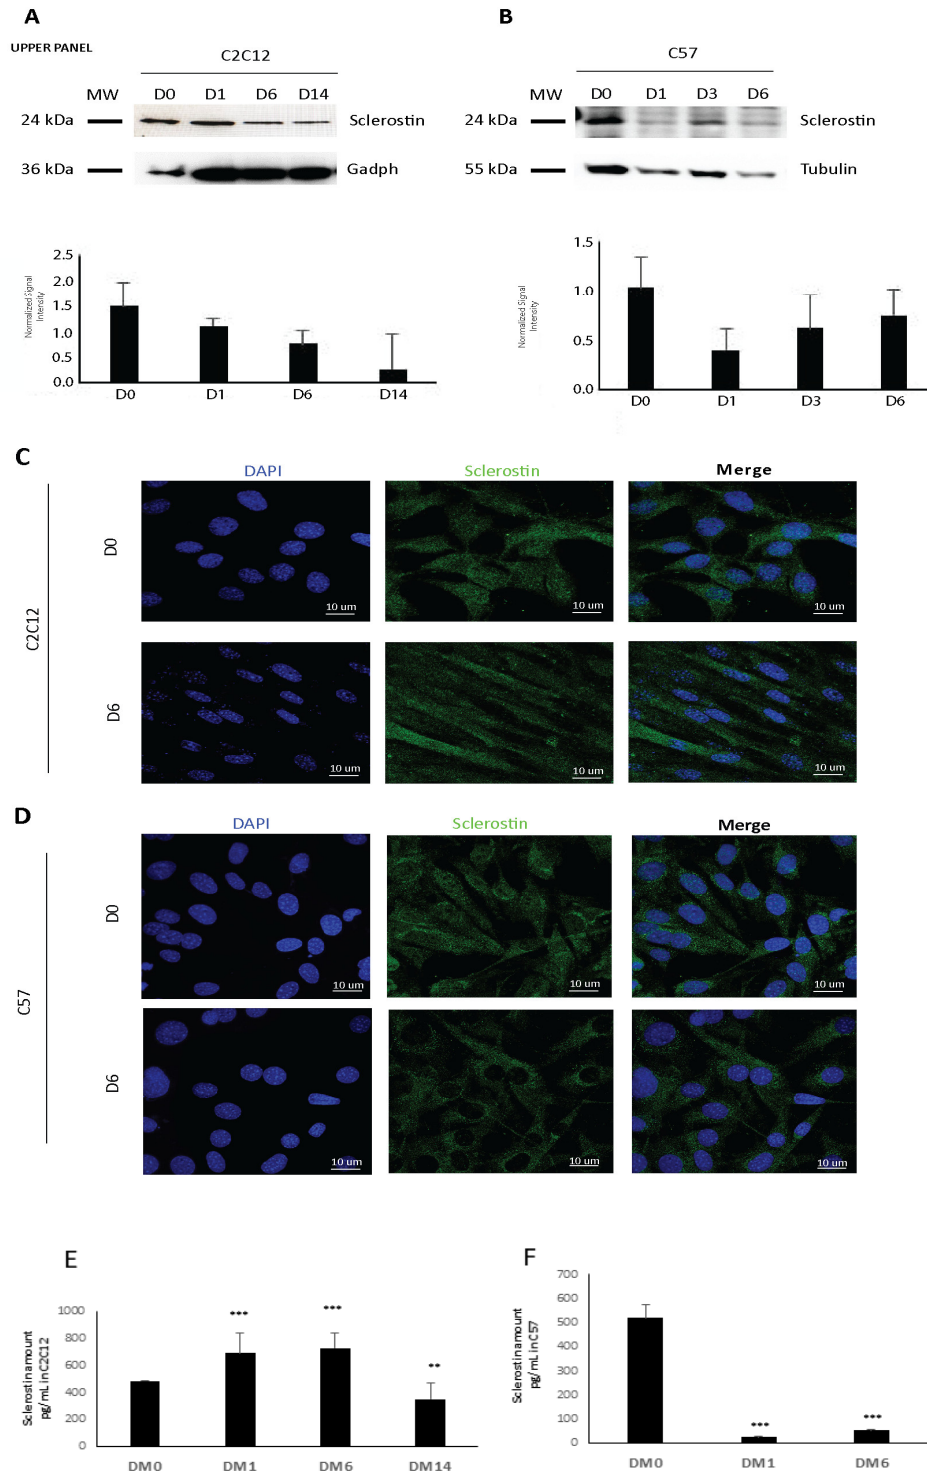 A
B
UPPER PANEL
C2C12
C57
MW D0 D1 D6 D14
MW D0 D1 D3 D6
24 kDa Sclerostin
24 kDa Sclerostin
36 kDa Gadph
55 kDa Tubulin
Normalized Signal
Intensity
2.5
2.0
1.5
1.0
0.5
0.0
D0 D1 D6 D14
Normalized Signal
Intensity
1.5
1.0
0.5
0.0
D0 D1 D3 D6
C
DAPI Sclerostin Merge
C2C12
D0
10 um 10 um 10 um
D6
10 um 10 um 10 um
D
DAPI Sclerostin Merge
C57
D0
10 um 10 um 10 um
D6
10 um 10 um 10 um
E
Sclerostin amount
pg/mL in C2C12
1000
800
600
400
200
0
*** *** **
DM0 DM1 DM6 DM14
F
Sclerostin amount
pg/mL in C57
700
600
500
400
300
200
100
0
*** ***
DM0 DM1 DM6